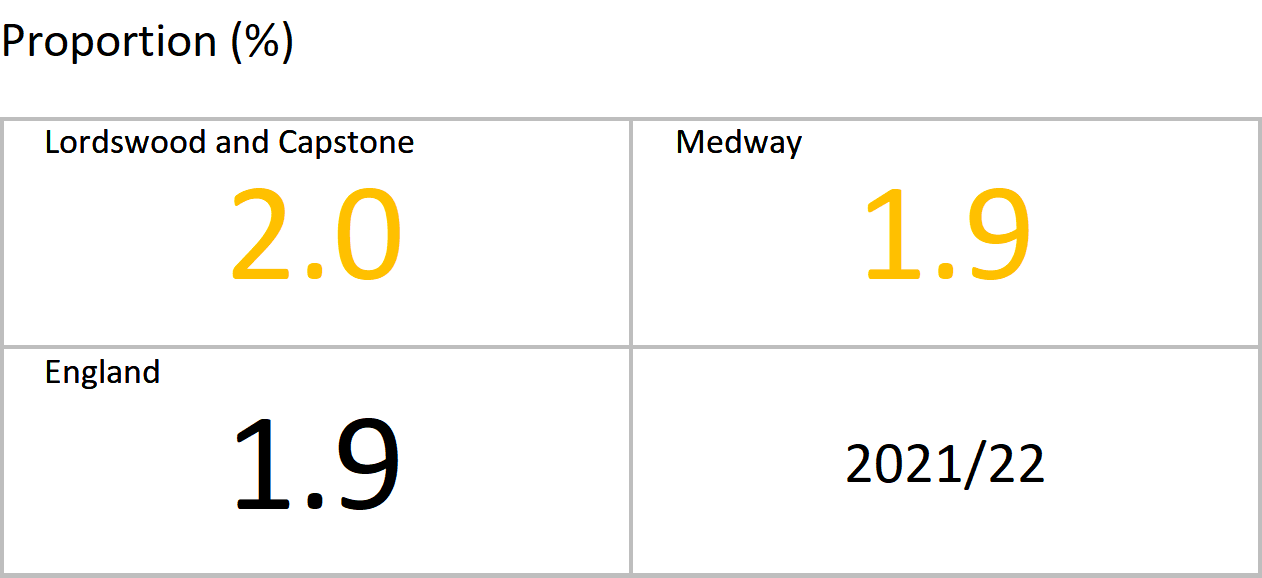 Proportion (%)
Lordswood and Capstone
2.0
Medway
1.9
England
1.9
2021/22